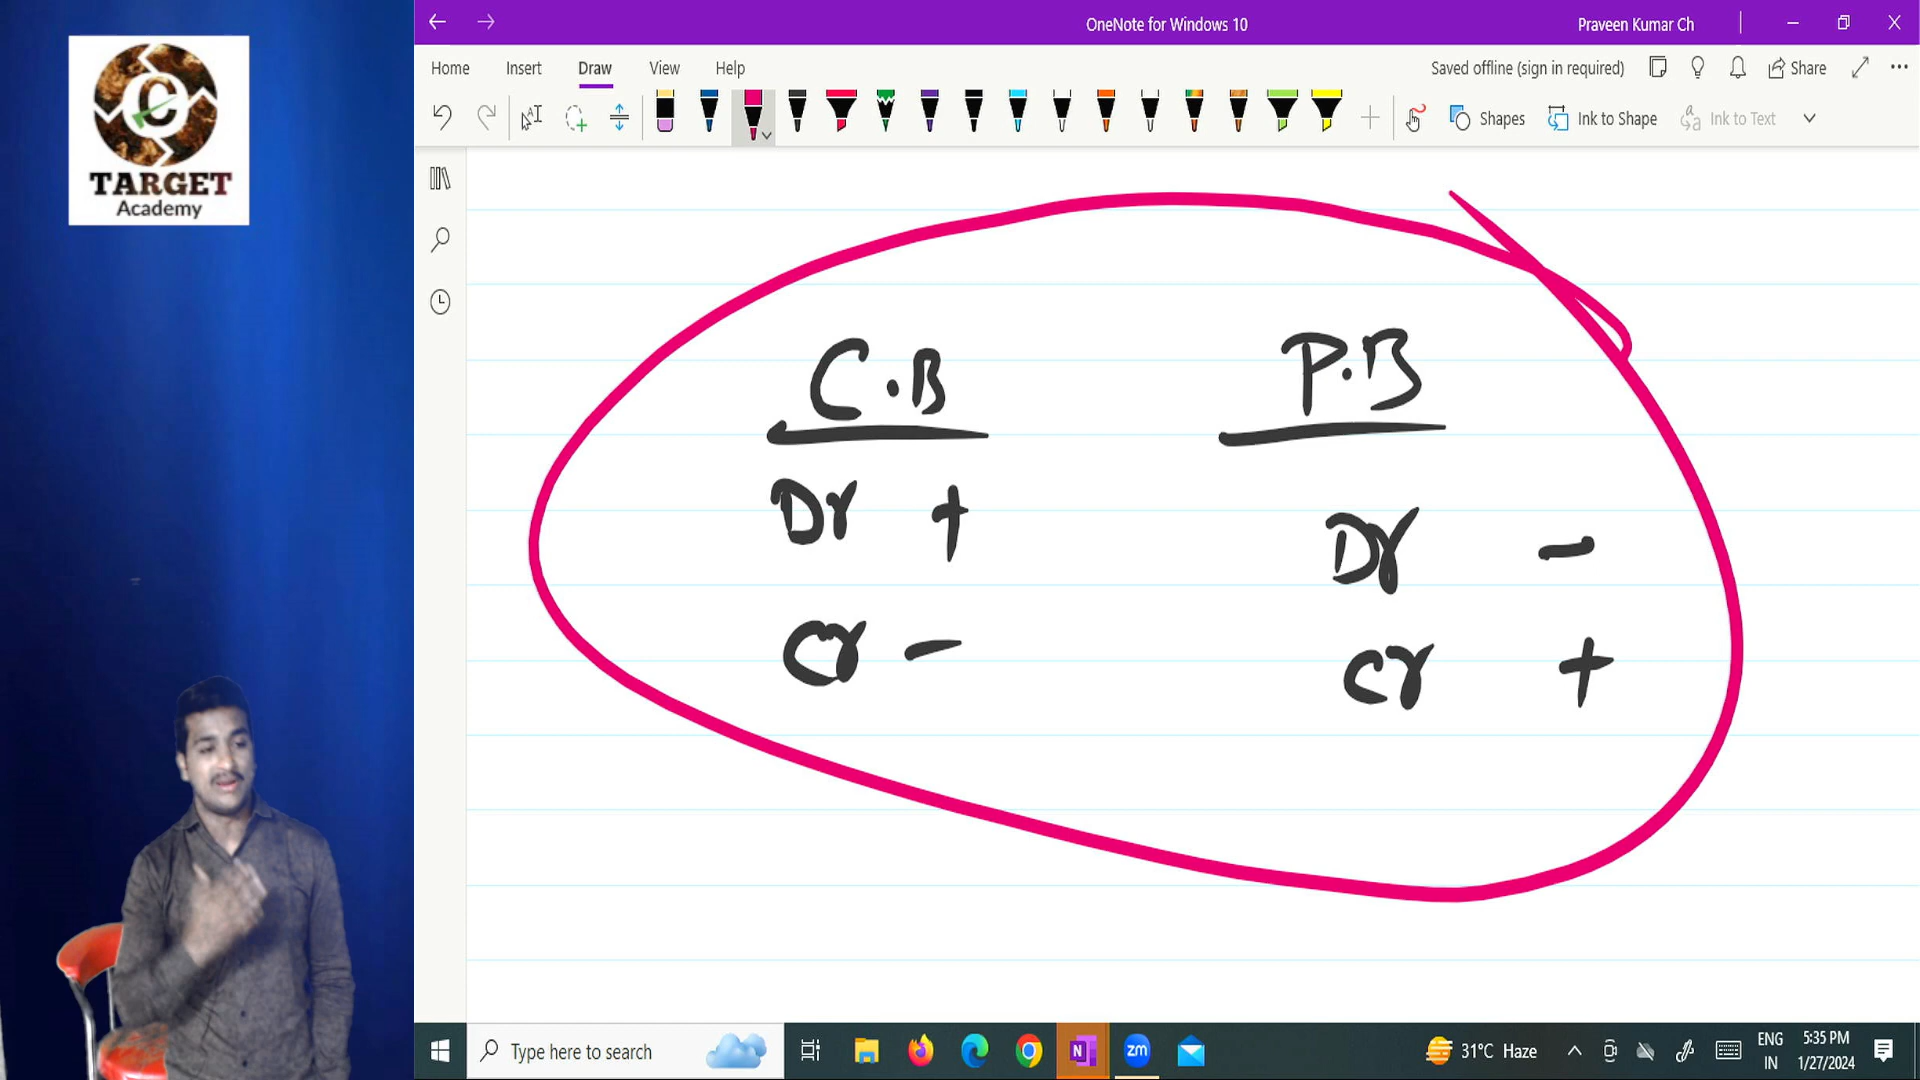 TARGET
Academy
OneNote for Windows 10
Praveen Kumar Ch
Home Insert Draw View Help
Saved offline (sign in required)
Share
Shapes
Ink to Shape
Ink to Text
C.B P.B
Dr + Dr -
Cr - Cr +
Type here to search
zm
31°C Haze
ENG
IN
5:35 PM
1/27/2024